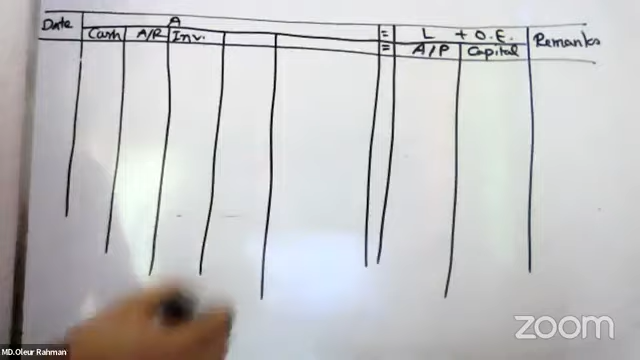 Date A = L + O.E. Remarks
Cash A/R Inv. = A/P Capital
zoom
MD.Oleur Rahman